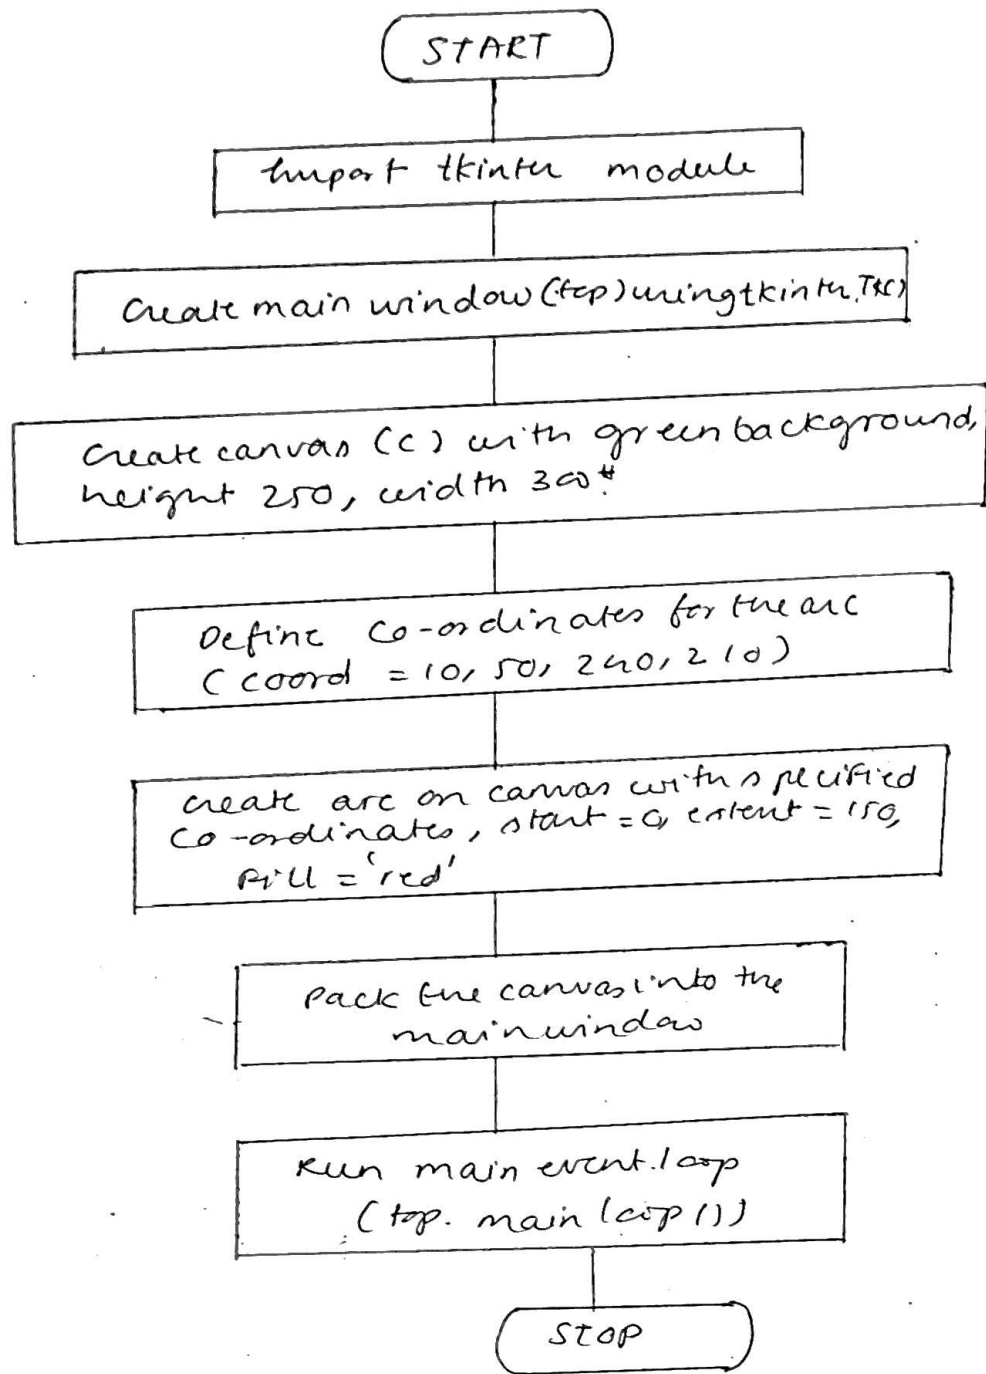 START
Import tkinter module
Create main window (top) using tkinter.Tk()
Create canvas (C) with green background,
height 250, width 300.
Define Co-ordinates for the arc
(coord = 10, 50, 240, 210)
Create arc on canvas with specified
co-ordinates, start = 0, extent = 150,
fill = 'red'
Pack the canvas into the
main window
Run main event loop
(top. mainloop())
STOP